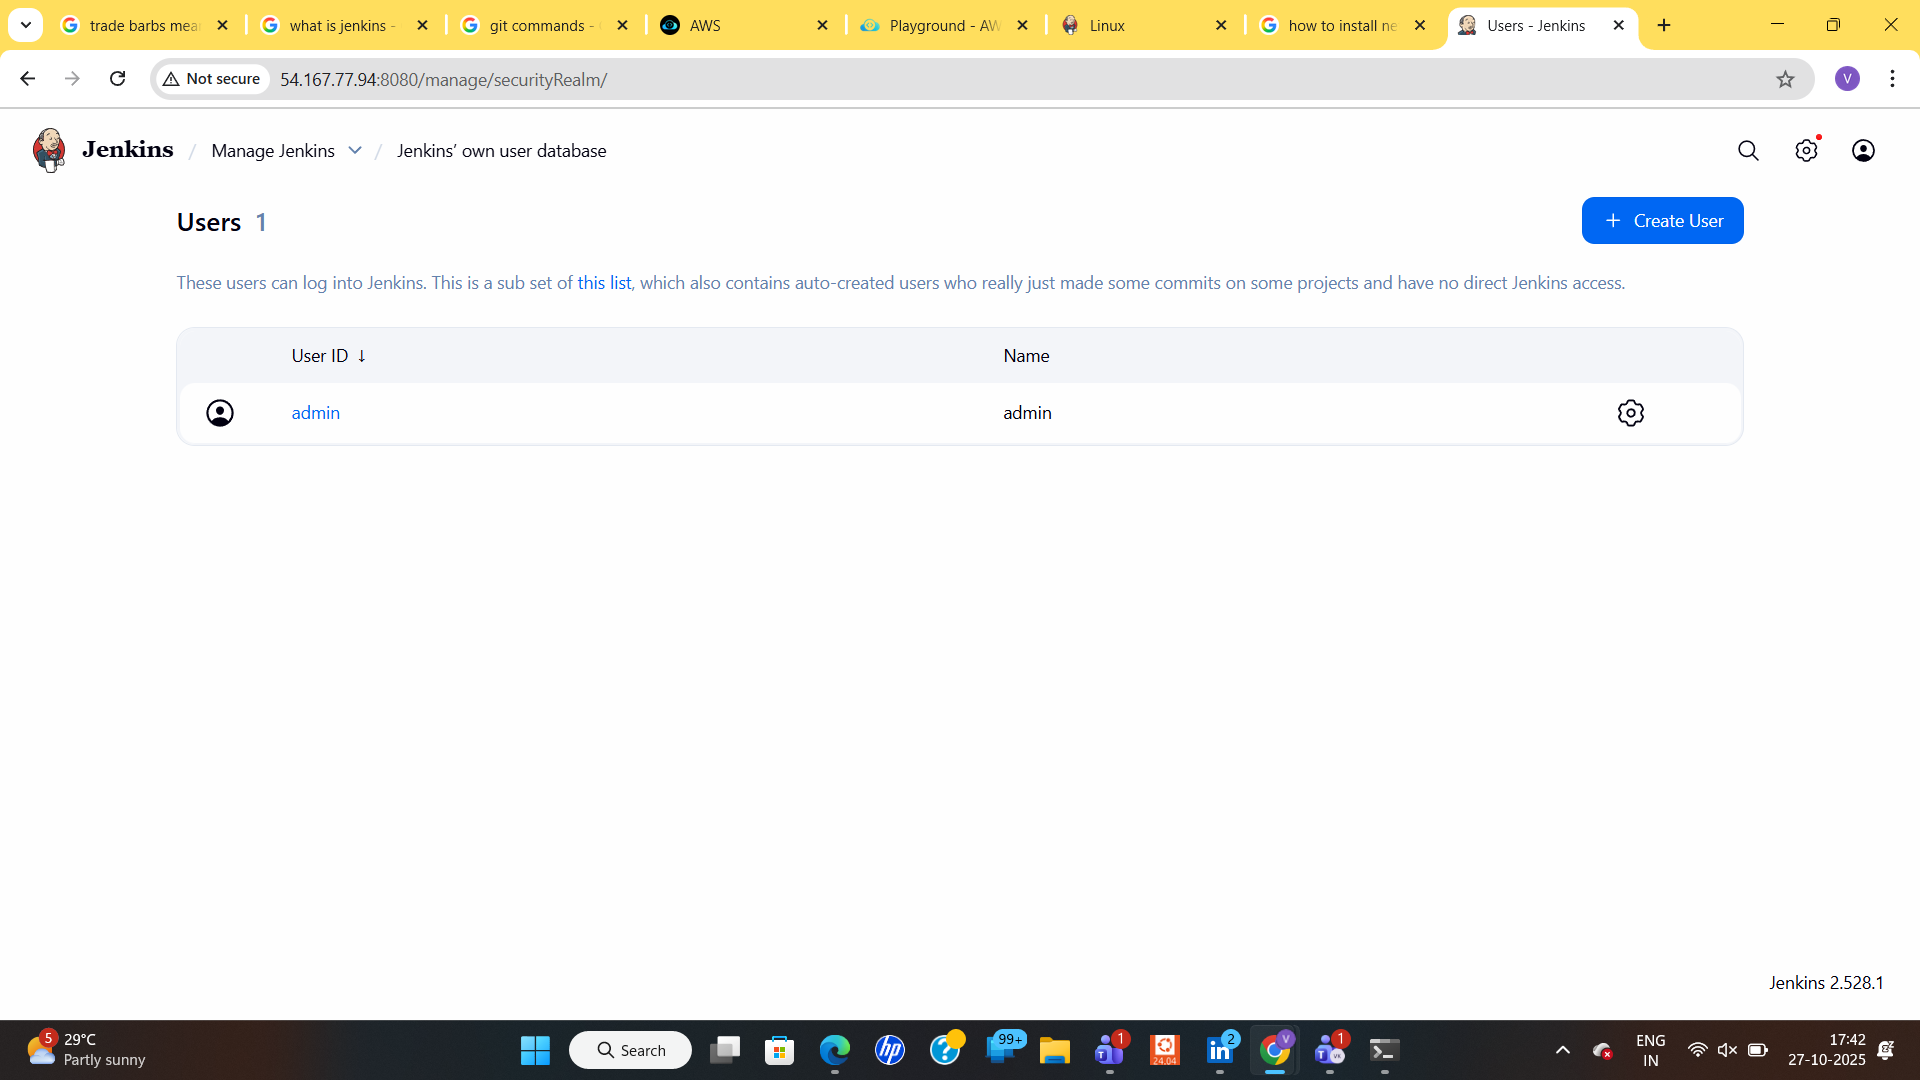 trade barbs mea
what is jenkins -
git commands -
AWS
Playground - AW
Linux
how to install ne
Users - Jenkins
Not secure
54.167.77.94:8080/manage/securityRealm/
V
Jenkins / Manage Jenkins / Jenkins’ own user database
Users 1
+ Create User
These users can log into Jenkins. This is a sub set of this list, which also contains auto-created users who really just made some commits on some projects and have no direct Jenkins access.
User ID ↓ Name
admin admin
Jenkins 2.528.1
5
29°C
Partly sunny
Search
hp
?
99+
T 1
24.04
in 2
V
T VK 1
ENG
IN
17:42
27-10-2025